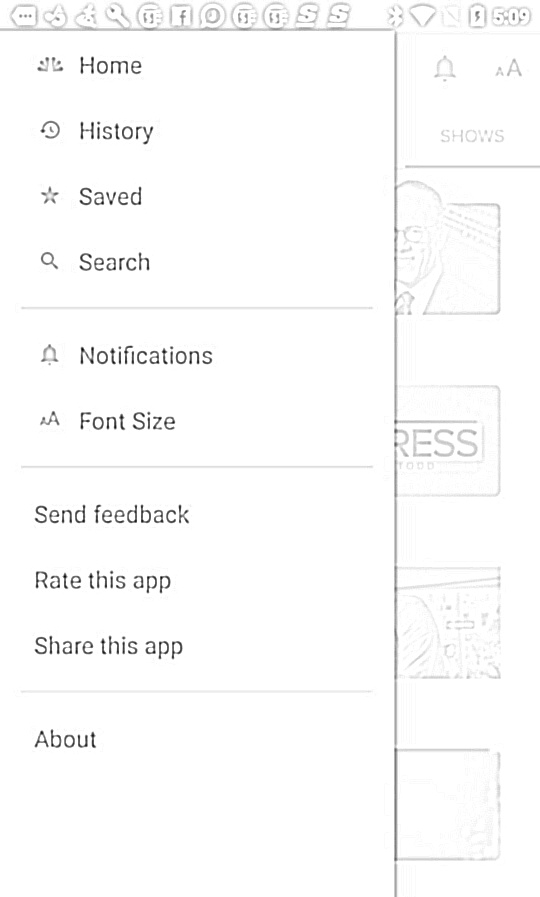 5:09
Home
History
Saved
Search
Notifications
AA Font Size
Send feedback
Rate this app
Share this app
About
AA
SHOWS
RESS
TODD